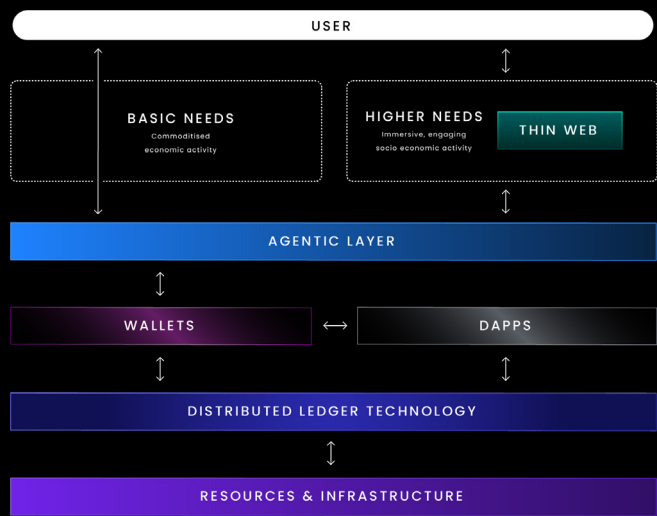 USER
BASIC NEEDS
Commoditised
economic activity
HIGHER NEEDS
Immersive, engaging
socio economic activity
THIN WEB
AGENTIC LAYER
WALLETS
DAPPS
DISTRIBUTED LEDGER TECHNOLOGY
RESOURCES & INFRASTRUCTURE